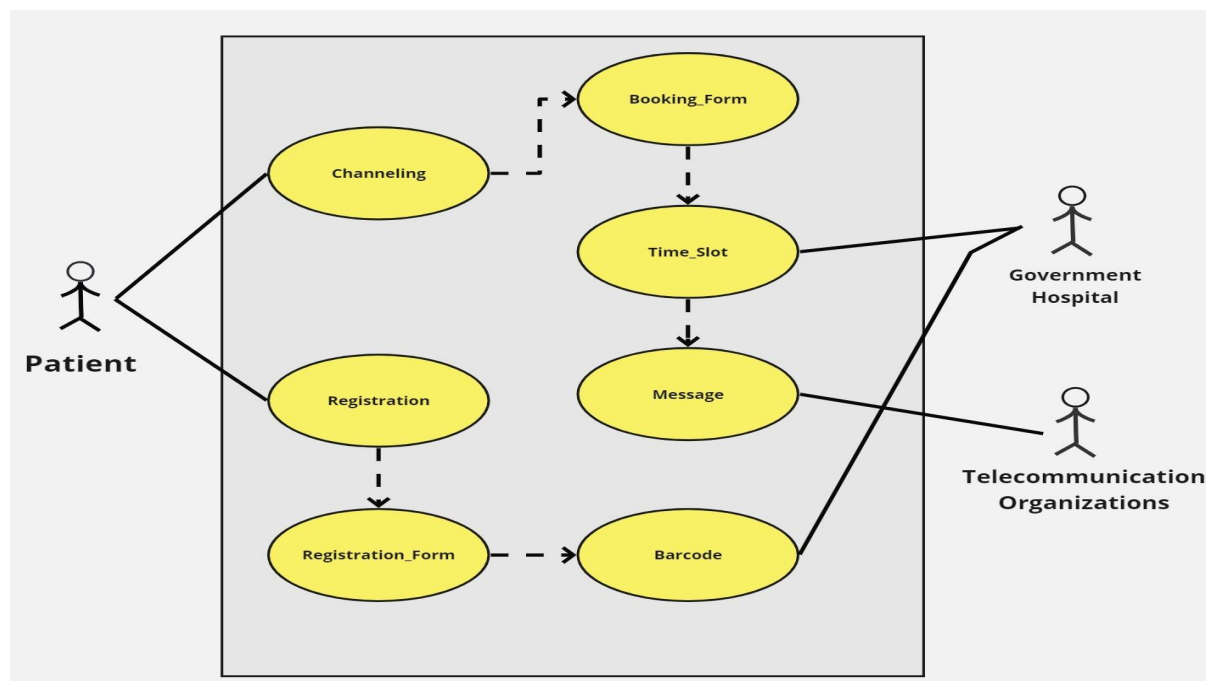 Booking_Form
Channeling
Time_Slot
Government
Hospital
Patient
Registration
Message
Telecommunication
Organizations
Registration_Form
Barcode